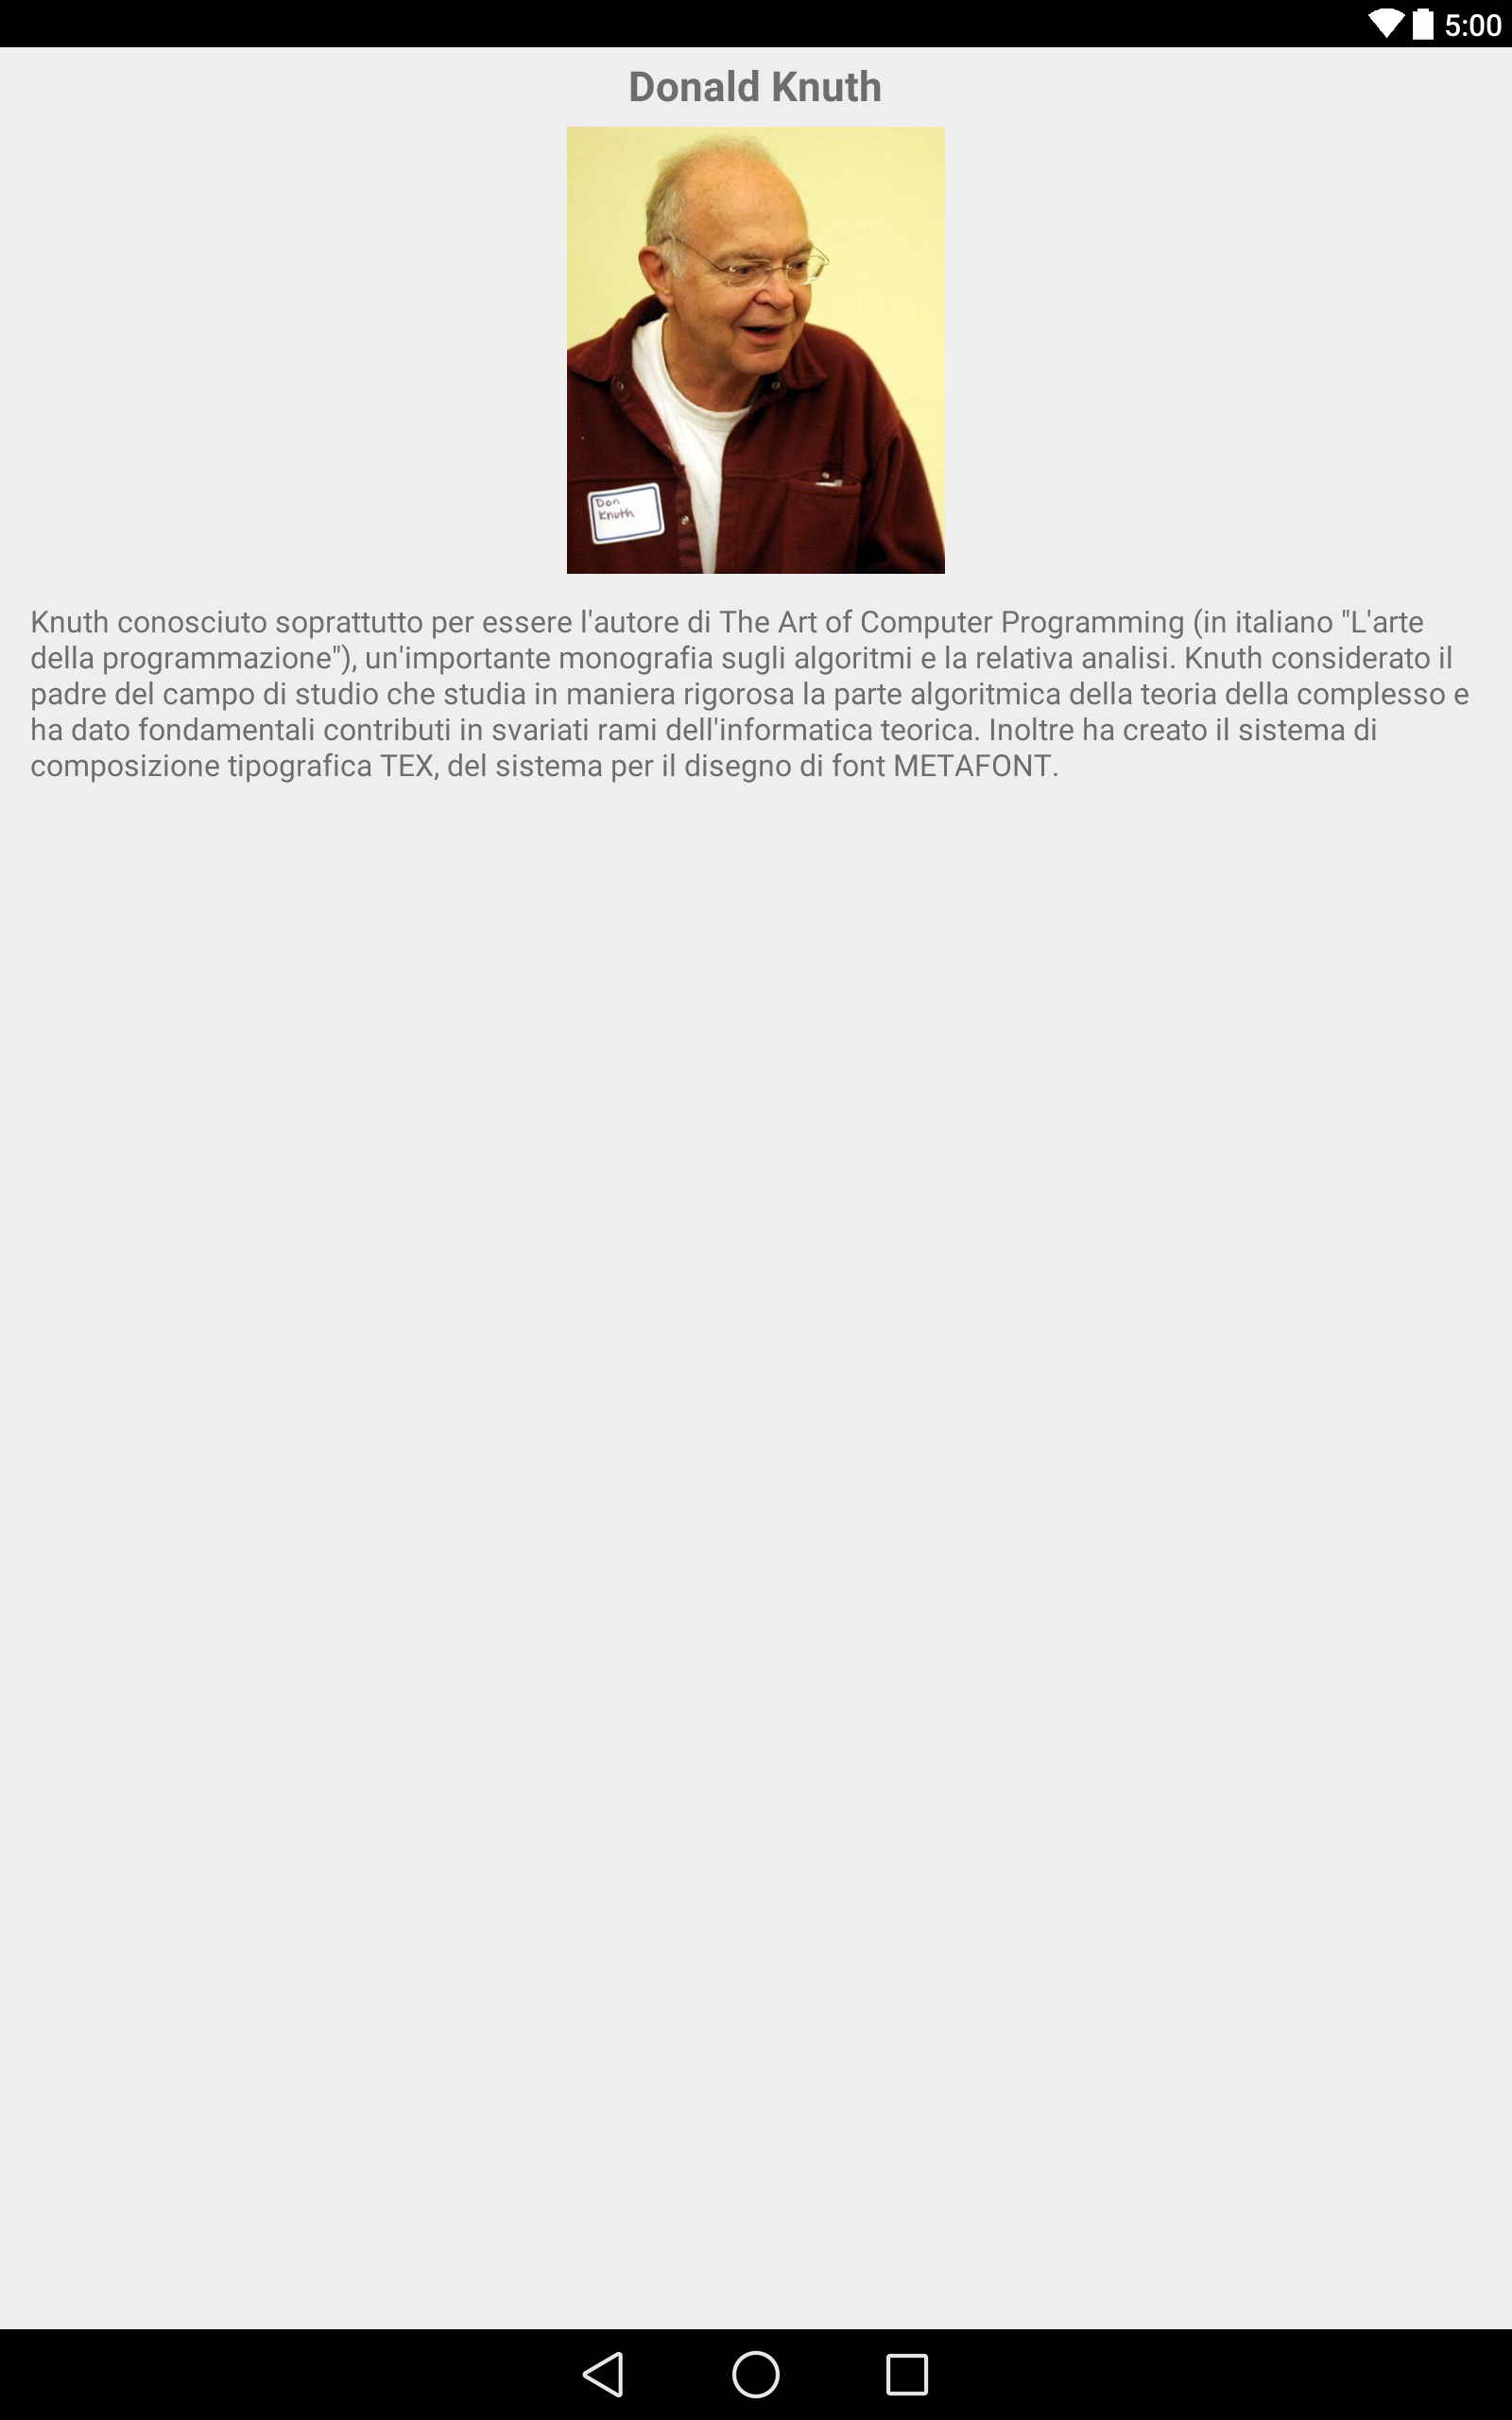 5:00
Donald Knuth
Don
Knuth
Knuth conosciuto soprattutto per essere l'autore di The Art of Computer Programming (in italiano "L'arte
della programmazione"), un'importante monografia sugli algoritmi e la relativa analisi. Knuth considerato il
padre del campo di studio che studia in maniera rigorosa la parte algoritmica della teoria della complesso e
ha dato fondamentali contributi in svariati rami dell'informatica teorica. Inoltre ha creato il sistema di
composizione tipografica TEX, del sistema per il disegno di font METAFONT.